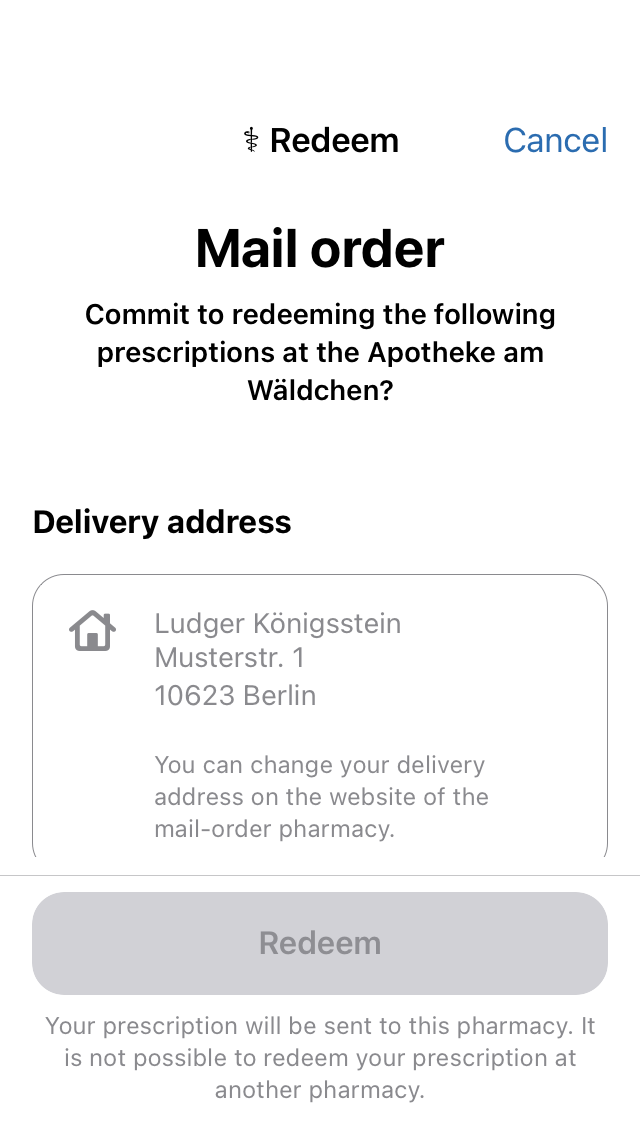 ⚕ Redeem
Cancel
Mail order
Commit to redeeming the following
prescriptions at the Apotheke am
Wäldchen?
Delivery address
Ludger Königsstein
Musterstr. 1
10623 Berlin
You can change your delivery
address on the website of the
mail-order pharmacy.
Redeem
Your prescription will be sent to this pharmacy. It
is not possible to redeem your prescription at
another pharmacy.